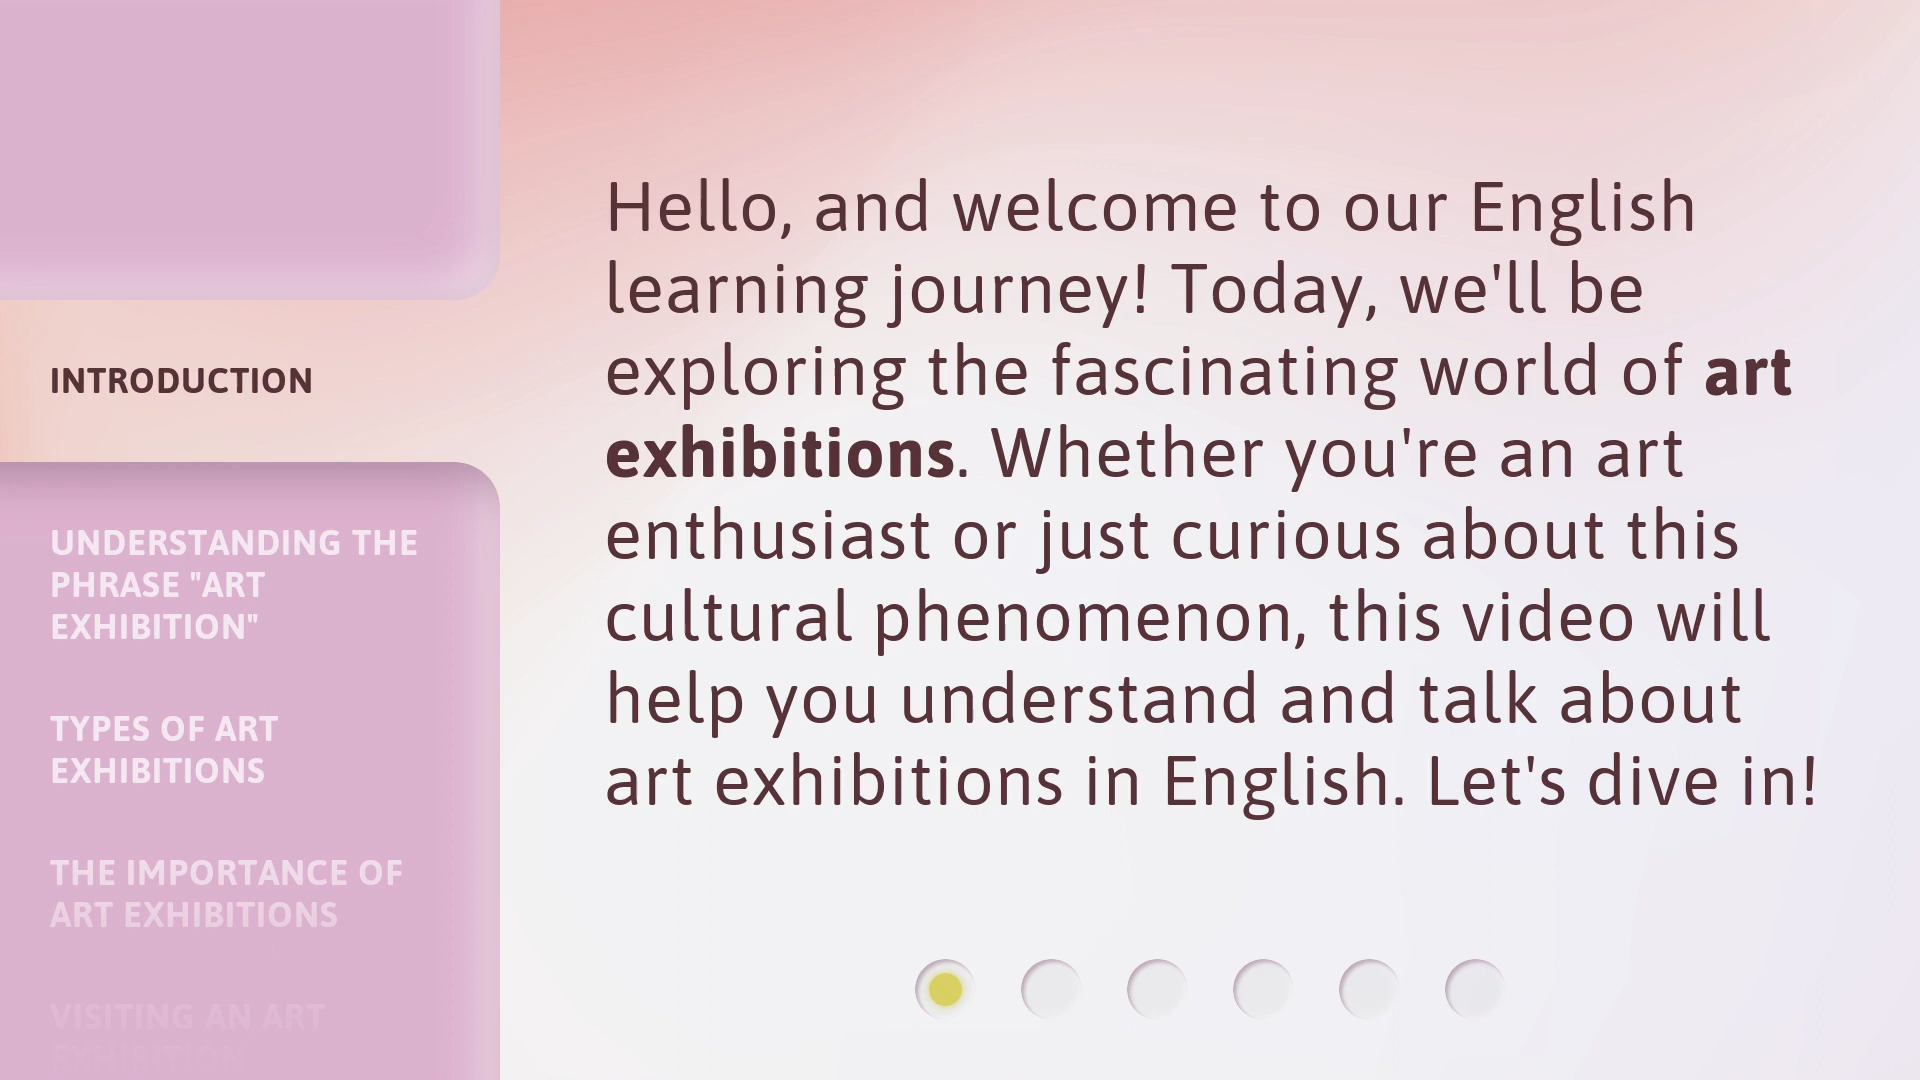 INTRODUCTION
UNDERSTANDING THE
PHRASE "ART
EXHIBITION"
TYPES OF ART
EXHIBITIONS
THE IMPORTANCE OF
ART EXHIBITIONS
VISITING AN ART
EXHIBITION
Hello, and welcome to our English
learning journey! Today, we'll be
exploring the fascinating world of art
exhibitions. Whether you're an art
enthusiast or just curious about this
cultural phenomenon, this video will
help you understand and talk about
art exhibitions in English. Let's dive in!